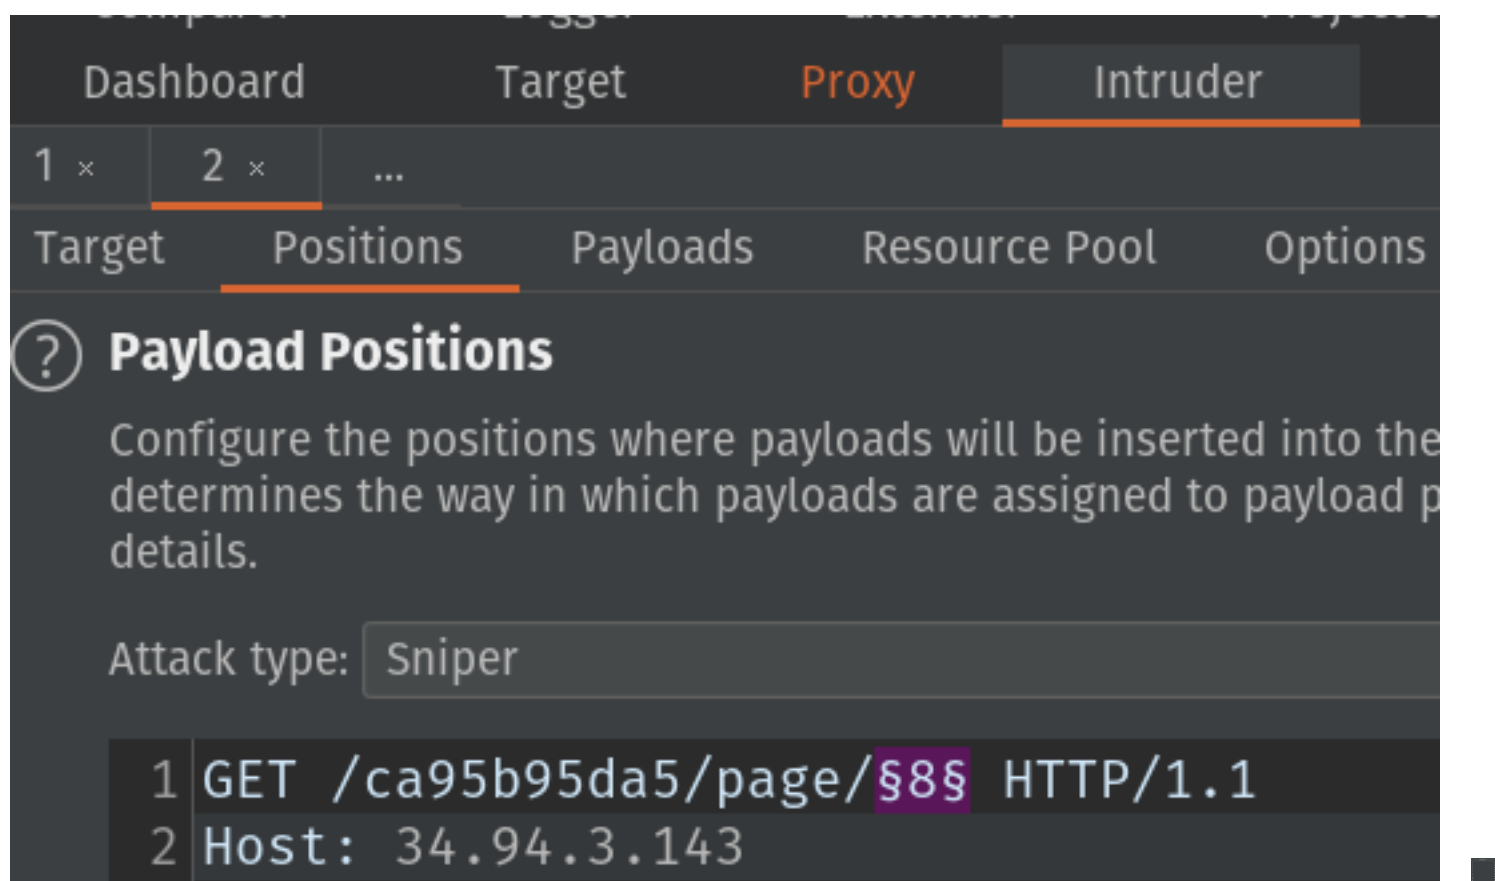 Dashboard Target Proxy Intruder
1 × 2 × ...
Target Positions Payloads Resource Pool Options
? Payload Positions
Configure the positions where payloads will be inserted into the
determines the way in which payloads are assigned to payload p
details.
Attack type: Sniper
1 GET /ca95b95da5/page/§8§ HTTP/1.1
2 Host: 34.94.3.143